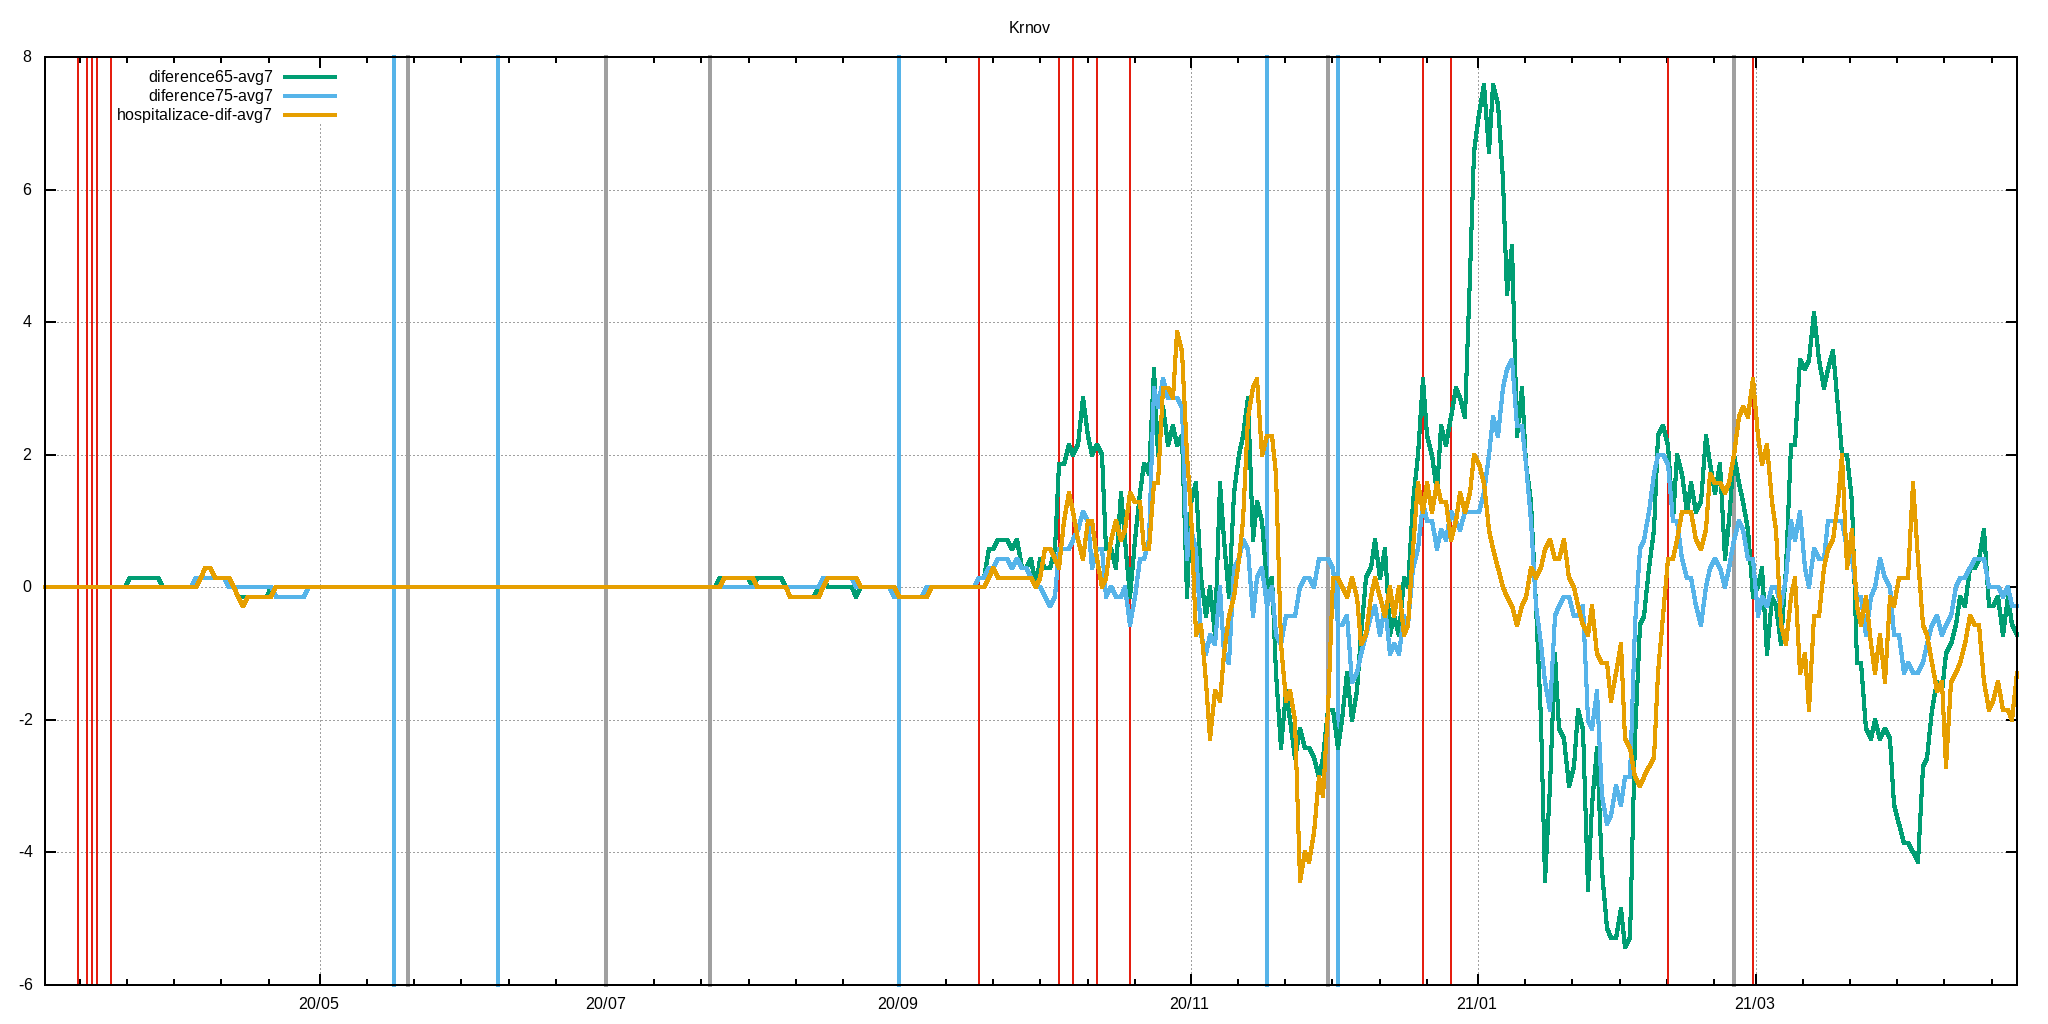 Krnov
diference65-avg7
diference75-avg7
hospitalizace-dif-avg7
8
6
4
2
0
-2
-4
-6
20/05 20/07 20/09 20/11 21/01 21/03